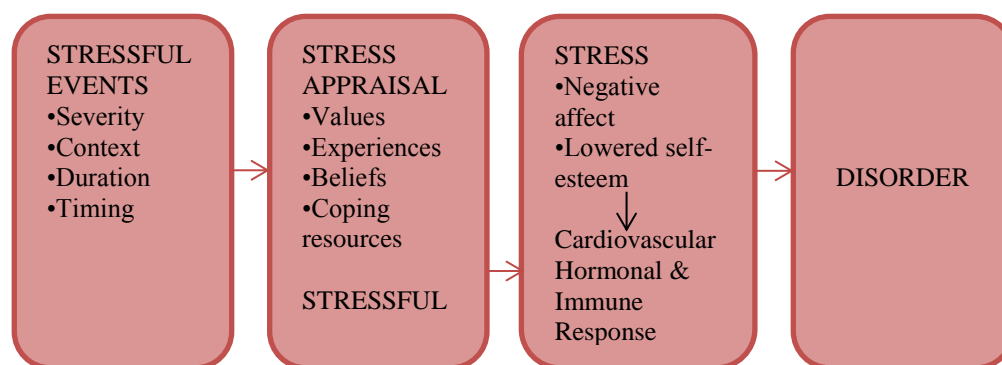 STRESSFUL
EVENTS
•Severity
•Context
•Duration
•Timing
STRESS
APPRAISAL
•Values
•Experiences
•Beliefs
•Coping
resources
STRESSFUL
STRESS
•Negative
affect
•Lowered self-
esteem
Cardiovascular
Hormonal &
Immune
Response
DISORDER